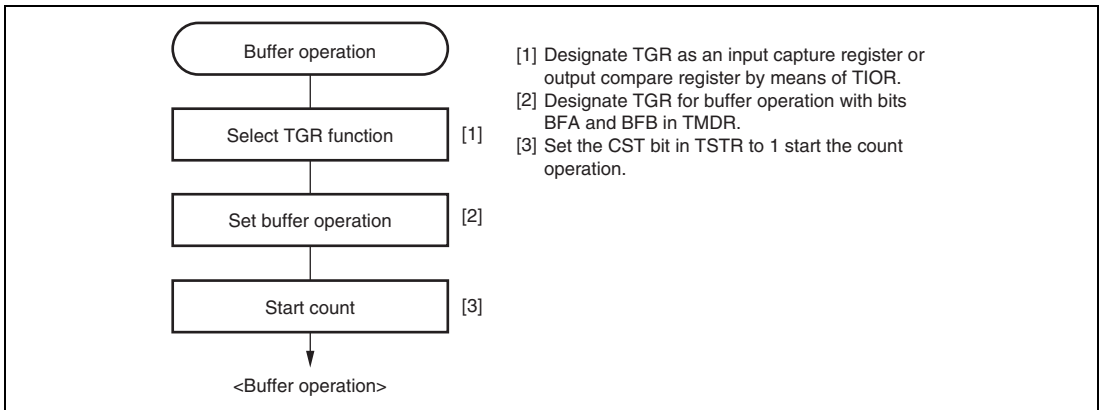 Buffer operation
Select TGR function
[1]
Set buffer operation
[2]
Start count
[3]
<Buffer operation>
[1] Designate TGR as an input capture register or
output compare register by means of TIOR.
[2] Designate TGR for buffer operation with bits
BFA and BFB in TMDR.
[3] Set the CST bit in TSTR to 1 start the count
operation.